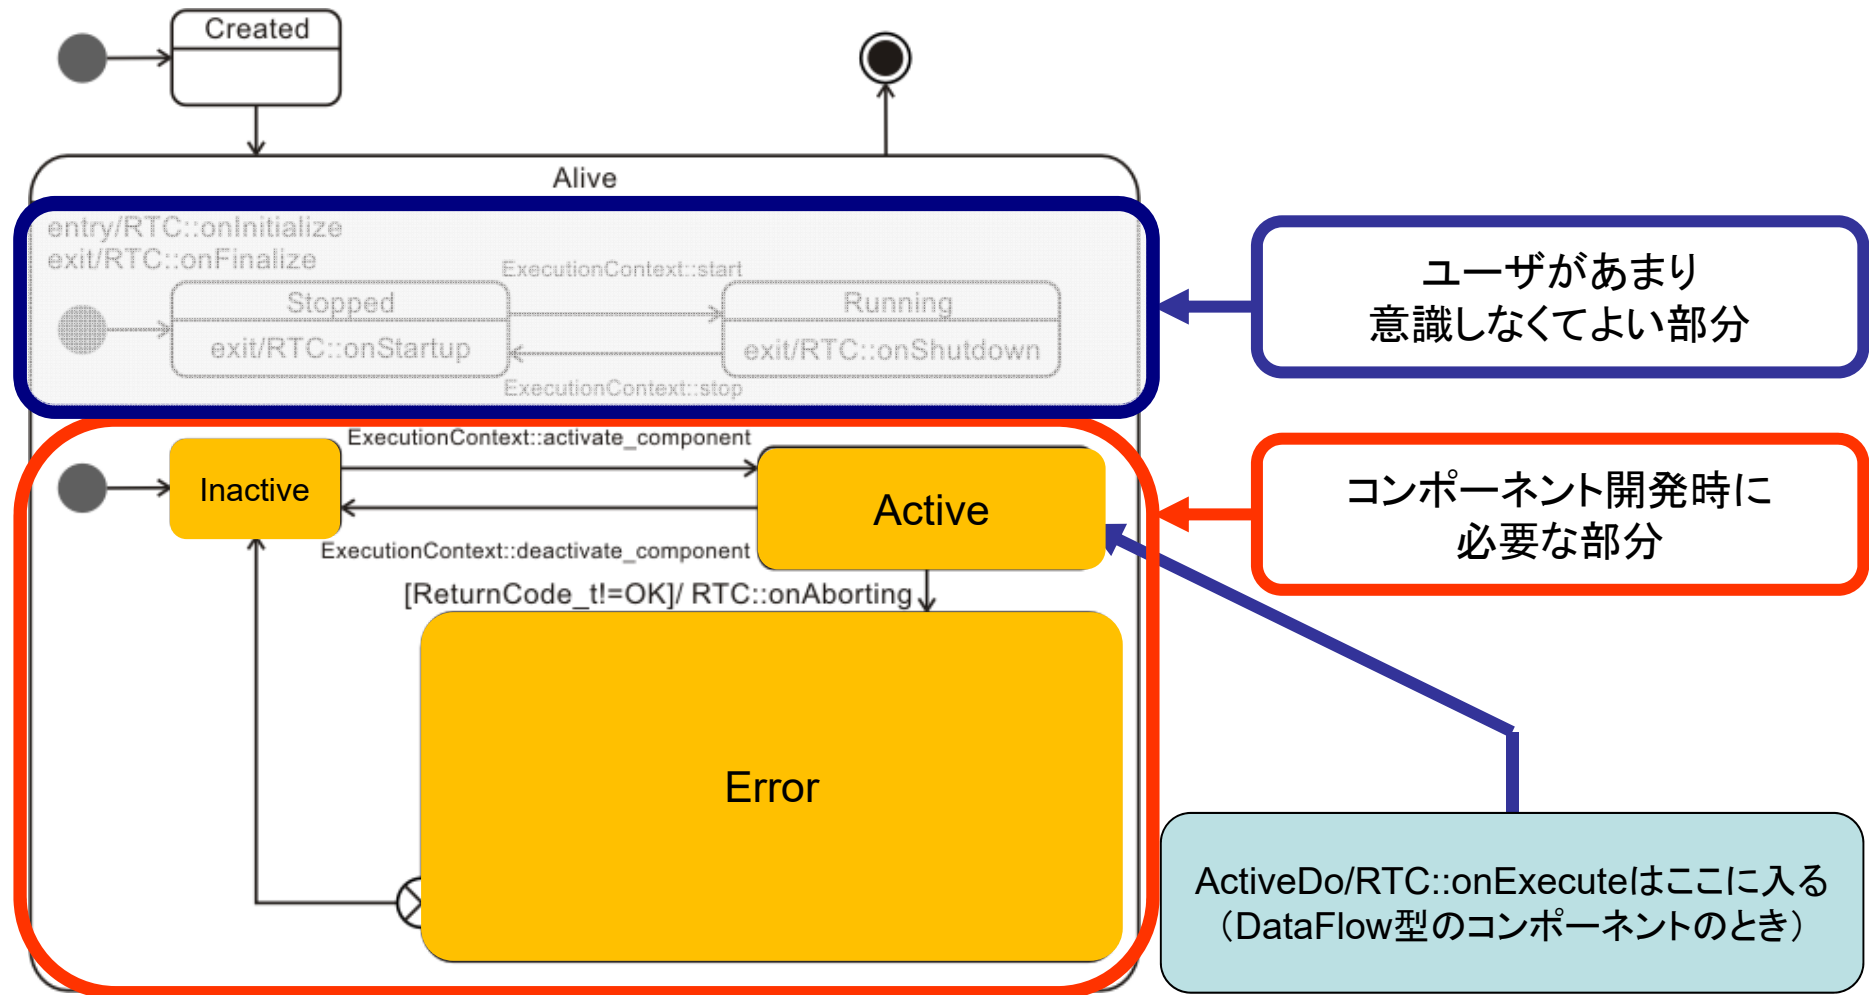 Created
Alive
entry/RTC::onInitialize
exit/RTC::onFinalize
ExecutionContext::start
Stopped
Running
exit/RTC::onStartup
exit/RTC::onShutdown
ExecutionContext::stop
ユーザがあまり
意識しなくてよい部分
ExecutionContext::activate_component
Inactive
Active
ExecutionContext::deactivate_component
[ReturnCode_t!=OK]/ RTC::onAborting
コンポーネント開発時に
必要な部分
Error
ActiveDo/RTC::onExecuteはここに入る
（DataFlow型のコンポーネントのとき）